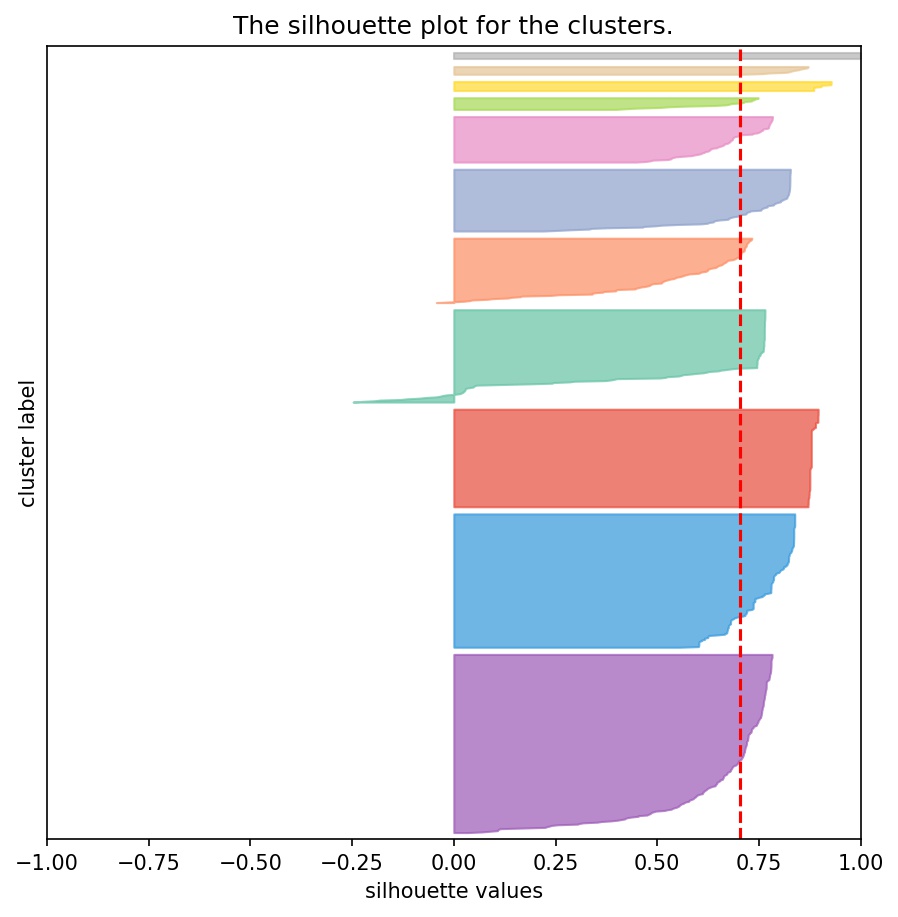 The silhouette plot for the clusters.
cluster label
−1.00 −0.75 −0.50 −0.25 0.00 0.25 0.50 0.75 1.00
silhouette values